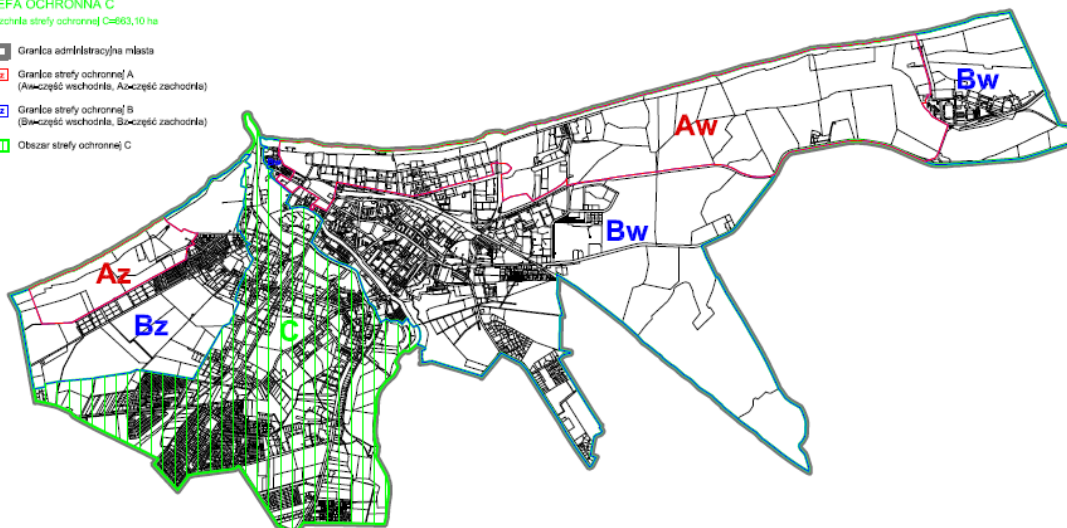 EFA OCHRONNA C
zchnia strefy ochronnej C=663,10 ha
Granica administracyjna miasta
z Granice strefy ochronnej A
(Aw-część wschodnia, Az-część zachodnia)
z Granice strefy ochronnej B
(Bw-część wschodnia, Bz-część zachodnia)
Obszar strefy ochronnej C
Bw
Aw
Bw
Az
Bz
C